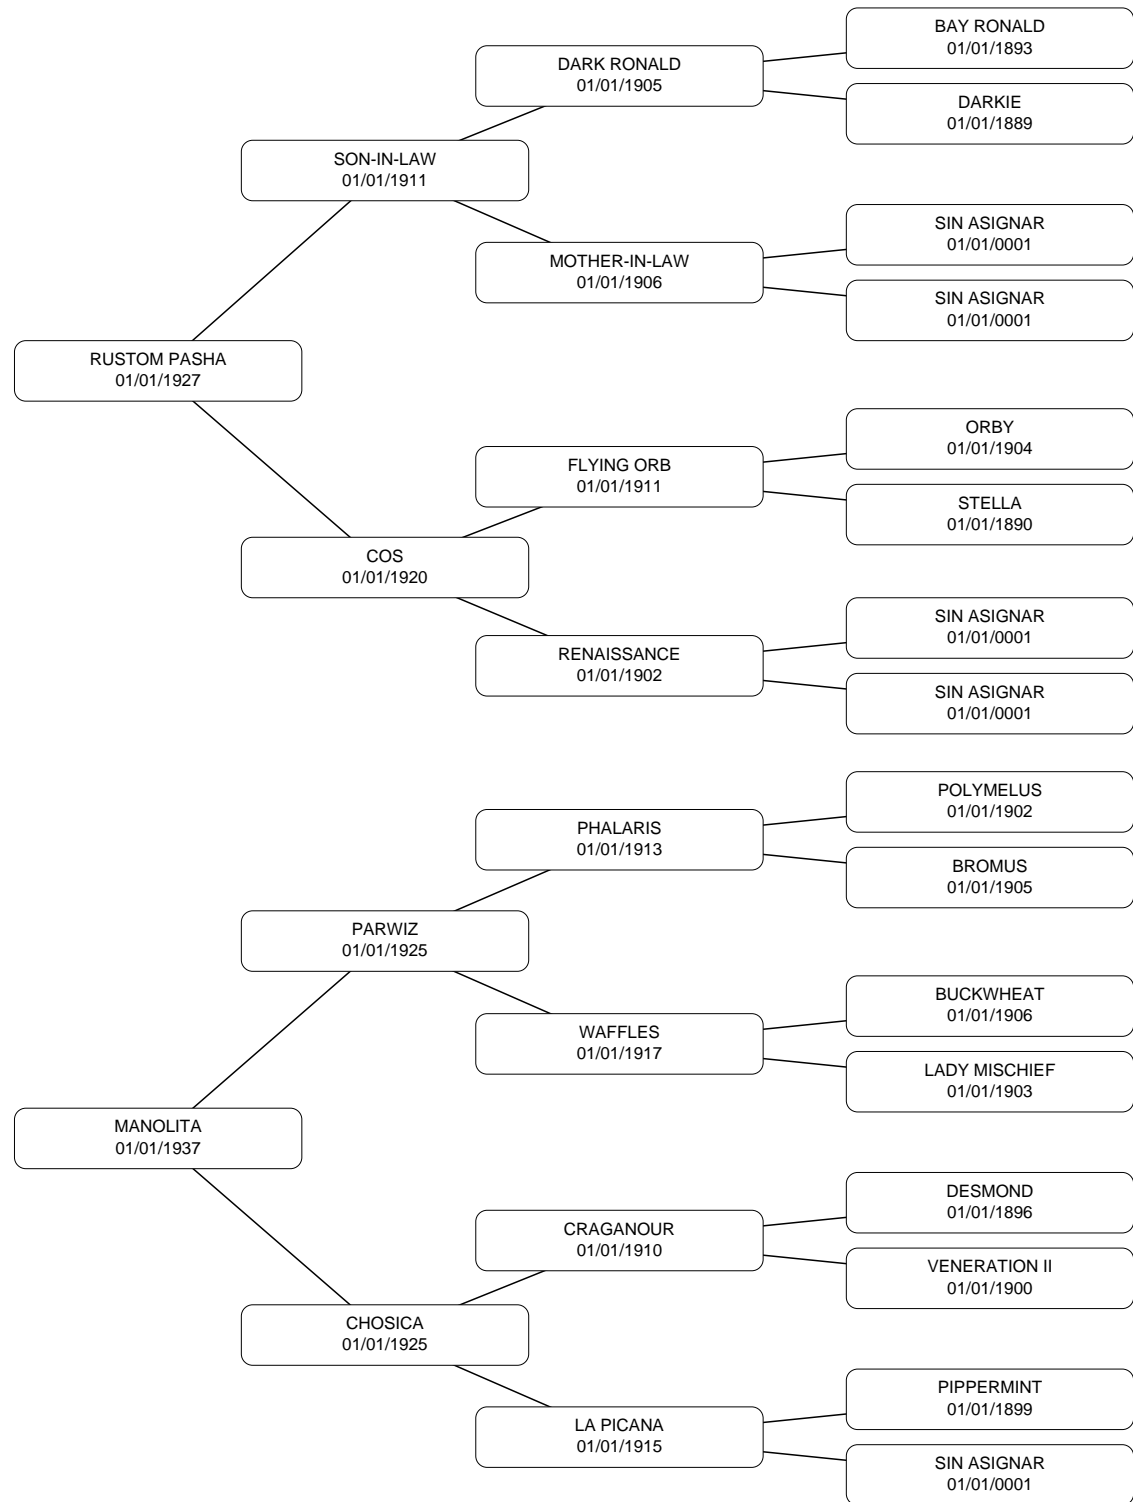 BAY RONALD
01/01/1893
DARK RONALD
01/01/1905
DARKIE
01/01/1889
SON-IN-LAW
01/01/1911
SIN ASIGNAR
01/01/0001
MOTHER-IN-LAW
01/01/1906
SIN ASIGNAR
01/01/0001
RUSTOM PASHA
01/01/1927
ORBY
01/01/1904
FLYING ORB
01/01/1911
STELLA
01/01/1890
COS
01/01/1920
SIN ASIGNAR
01/01/0001
RENAISSANCE
01/01/1902
SIN ASIGNAR
01/01/0001
POLYMELUS
01/01/1902
PHALARIS
01/01/1913
BROMUS
01/01/1905
PARWIZ
01/01/1925
BUCKWHEAT
01/01/1906
WAFFLES
01/01/1917
LADY MISCHIEF
01/01/1903
MANOLITA
01/01/1937
DESMOND
01/01/1896
CRAGANOUR
01/01/1910
VENERATION II
01/01/1900
CHOSICA
01/01/1925
PIPPERMINT
01/01/1899
LA PICANA
01/01/1915
SIN ASIGNAR
01/01/0001